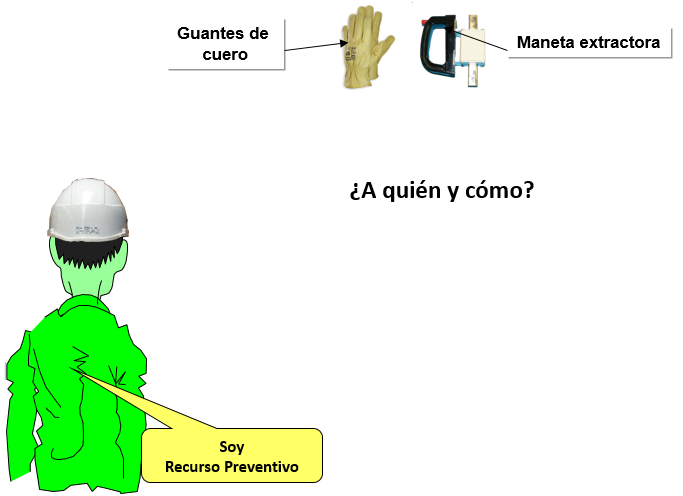 Guantes de
cuero
Maneta extractora
¿A quién y cómo?
Soy
Recurso Preventivo